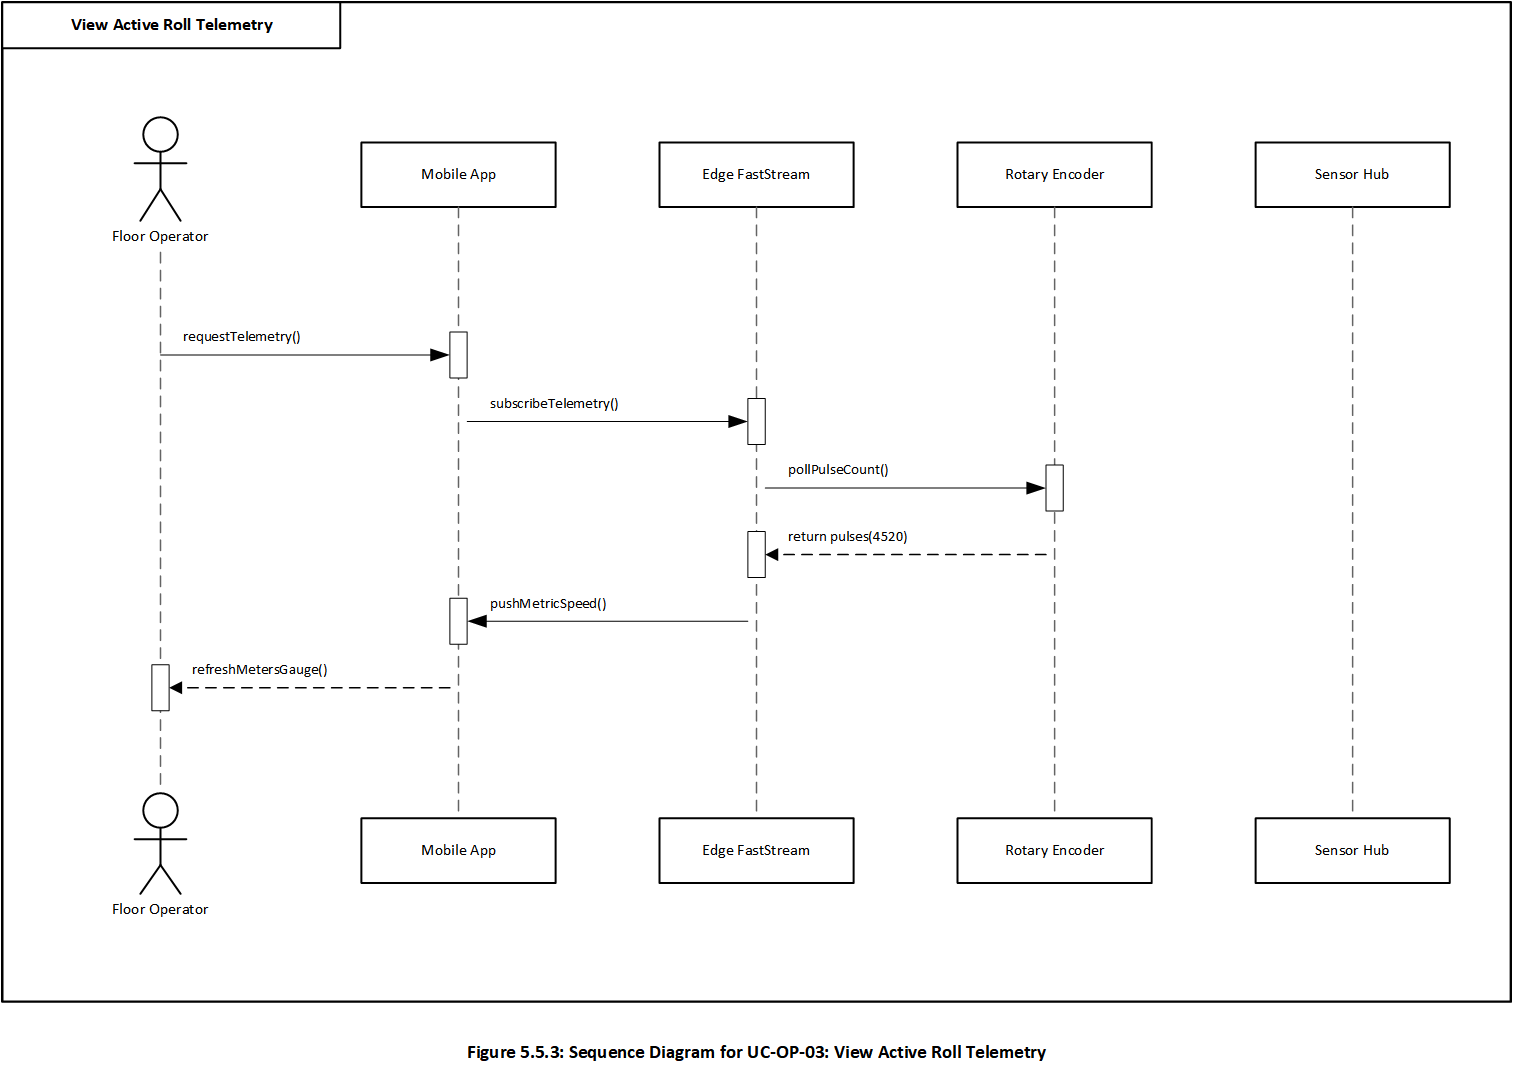 View Active Roll Telemetry
Floor Operator
Mobile App
Edge FastStream
Rotary Encoder
Sensor Hub
requestTelemetry()
subscribeTelemetry()
pollPulseCount()
return pulses(4520)
pushMetricSpeed()
refreshMetersGauge()
Floor Operator
Mobile App
Edge FastStream
Rotary Encoder
Sensor Hub
Figure 5.5.3: Sequence Diagram for UC-OP-03: View Active Roll Telemetry